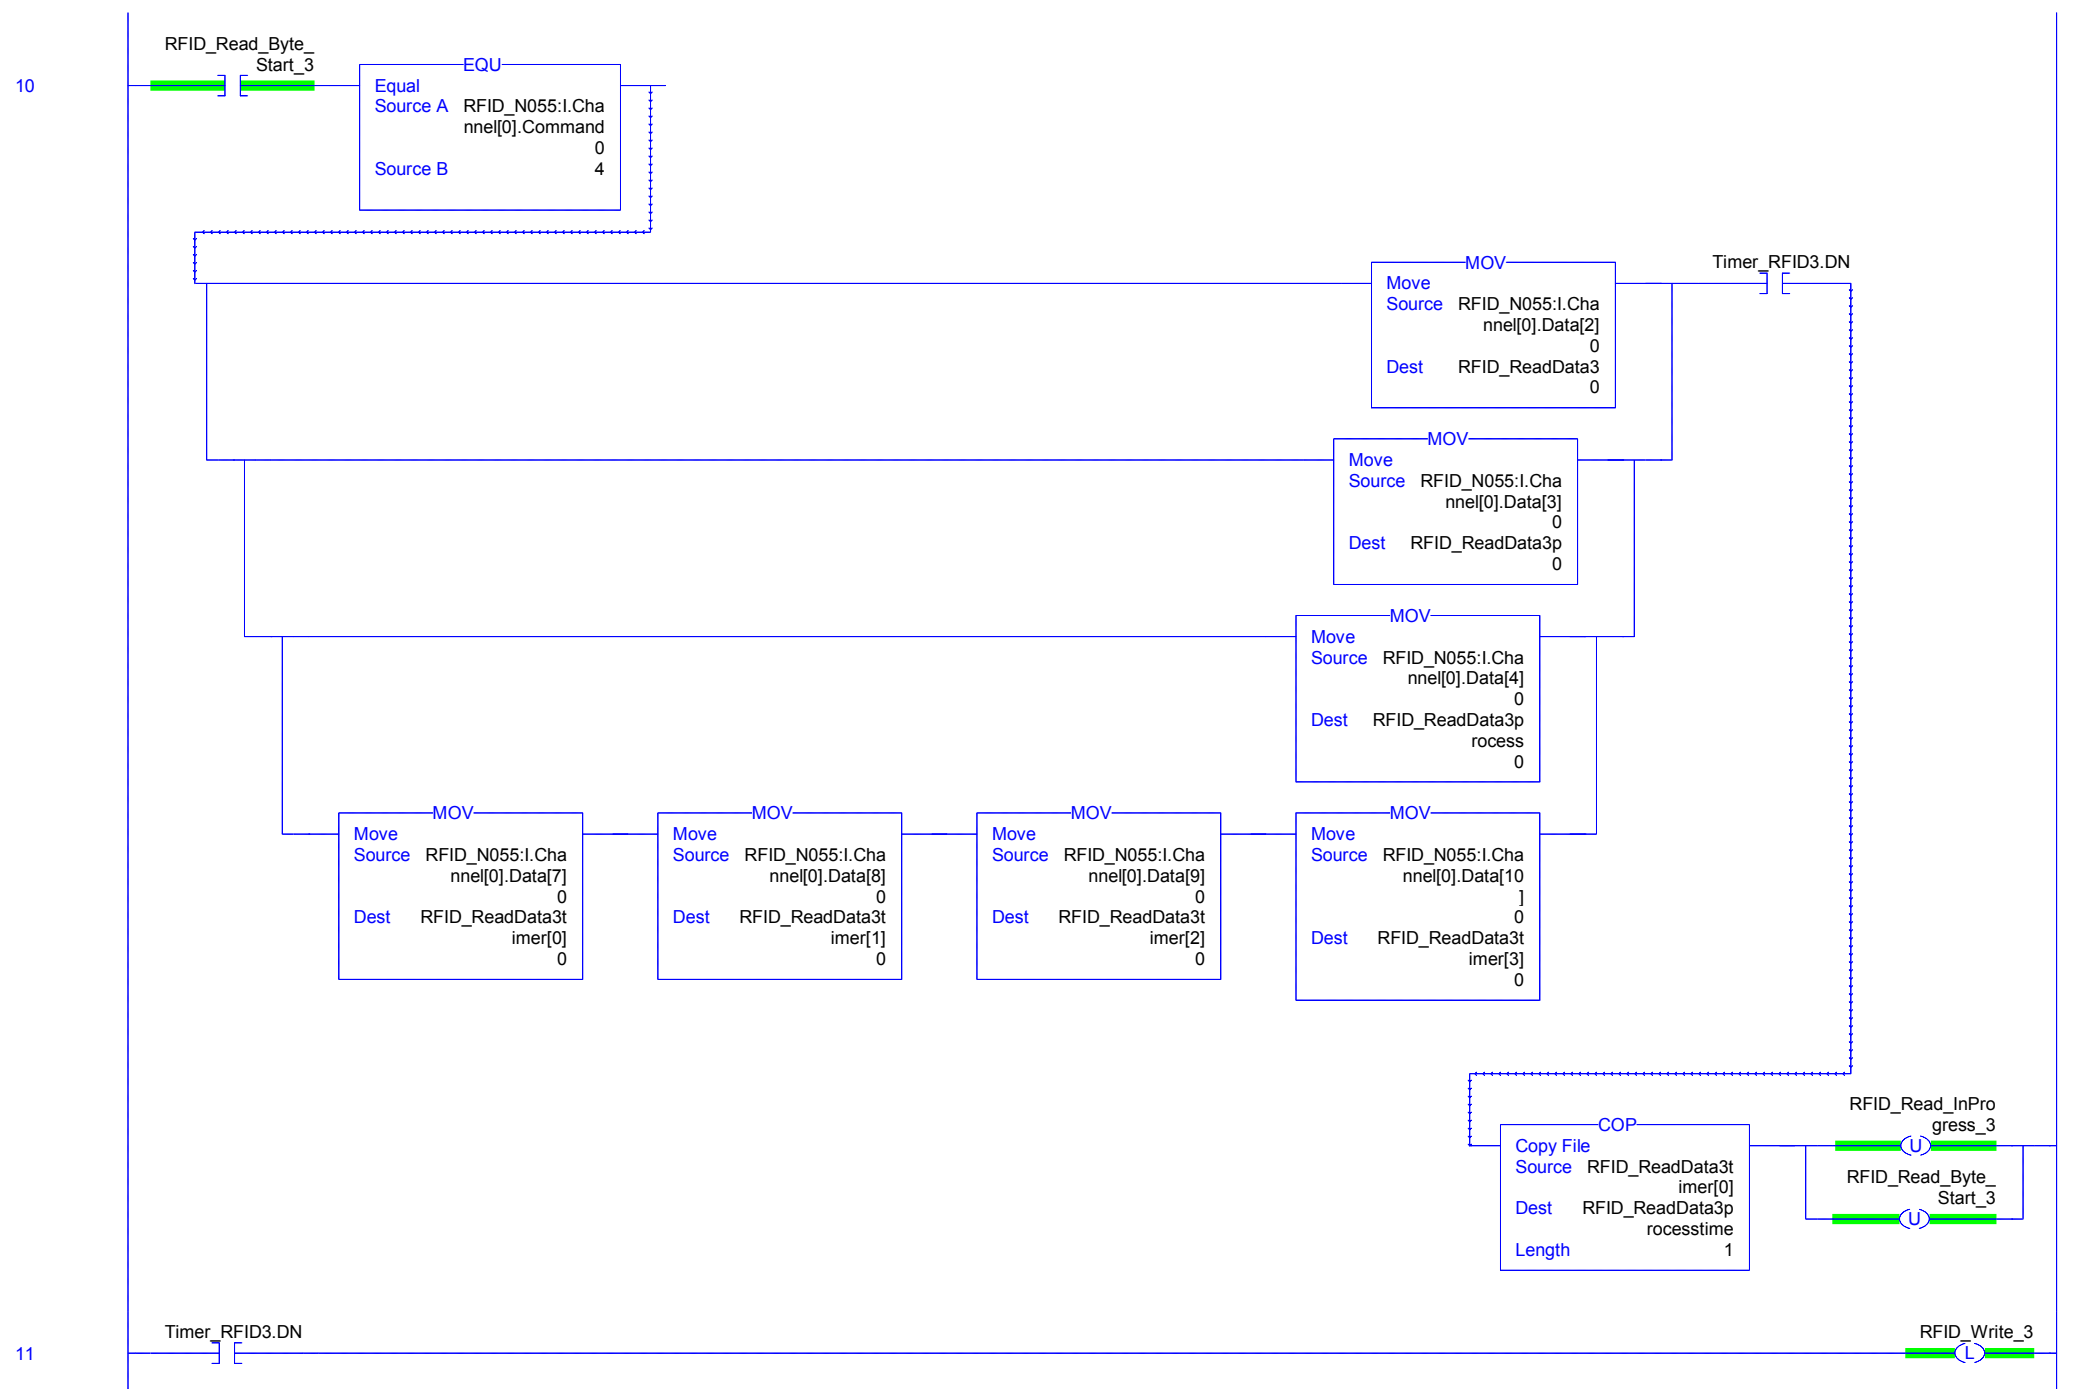 RFID_Read_Byte_
Start_3
10
EQU
Equal
Source A RFID_N055:I.Cha
nnel[0].Command
0
Source B 4
MOV
Move
Source RFID_N055:I.Cha
nnel[0].Data[2]
0
Dest RFID_ReadData3
0
Timer_RFID3.DN
MOV
Move
Source RFID_N055:I.Cha
nnel[0].Data[3]
0
Dest RFID_ReadData3p
0
MOV
Move
Source RFID_N055:I.Cha
nnel[0].Data[4]
0
Dest RFID_ReadData3p
rocess
0
MOV
Move
Source RFID_N055:I.Cha
nnel[0].Data[7]
0
Dest RFID_ReadData3t
imer[0]
0
MOV
Move
Source RFID_N055:I.Cha
nnel[0].Data[8]
0
Dest RFID_ReadData3t
imer[1]
0
MOV
Move
Source RFID_N055:I.Cha
nnel[0].Data[9]
0
Dest RFID_ReadData3t
imer[2]
0
MOV
Move
Source RFID_N055:I.Cha
nnel[0].Data[10
]
0
Dest RFID_ReadData3t
imer[3]
0
COP
Copy File
Source RFID_ReadData3t
imer[0]
Dest RFID_ReadData3p
rocesstime
Length 1
RFID_Read_InPro
gress_3
U
RFID_Read_Byte_
Start_3
U
11
Timer_RFID3.DN
RFID_Write_3
L